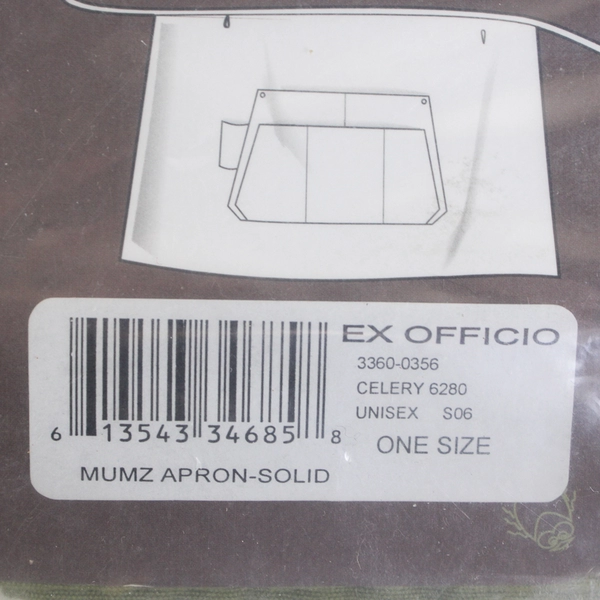 EX OFFICIO
3360-0356
CELERY 6280
UNISEX S06
ONE SIZE
6 13543 34685 8
MUMZ APRON-SOLID